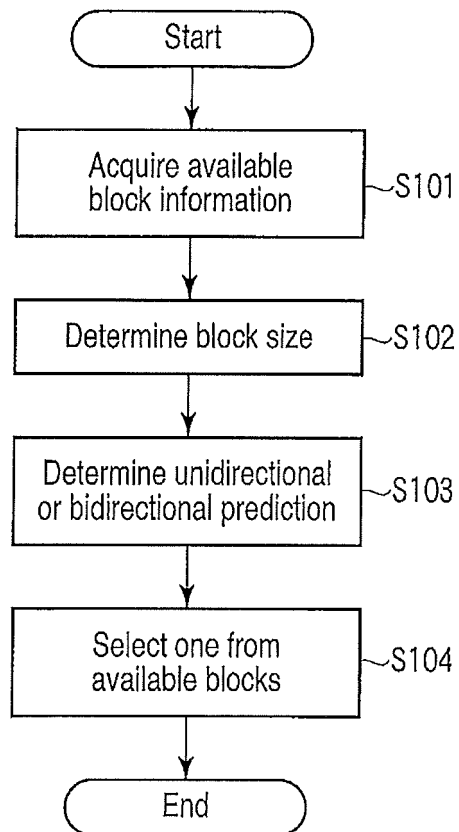 Start
Acquire available
block information
S101
Determine block size
S102
Determine unidirectional
or bidirectional prediction
S103
Select one from
available blocks
S104
End